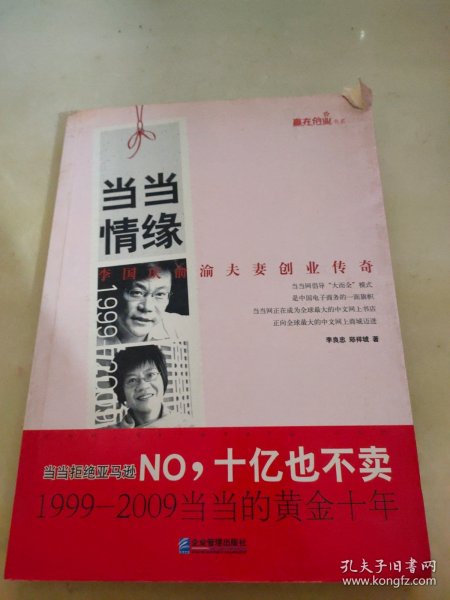 赢在创业 书系
当当
情缘
李国庆俞渝夫妻创业传奇
1999-2009
当当网倡导“大而全”模式
是中国电子商务的一面旗帜
当当网正在成为全球最大的中文网上书店
正向全球最大的中文网上商城迈进
李良忠 郑梓城 著
当当拒绝亚马逊 NO，十亿也不卖
1999—2009当当的黄金十年
企业管理出版社
孔夫子旧书网
www.kongfz.com